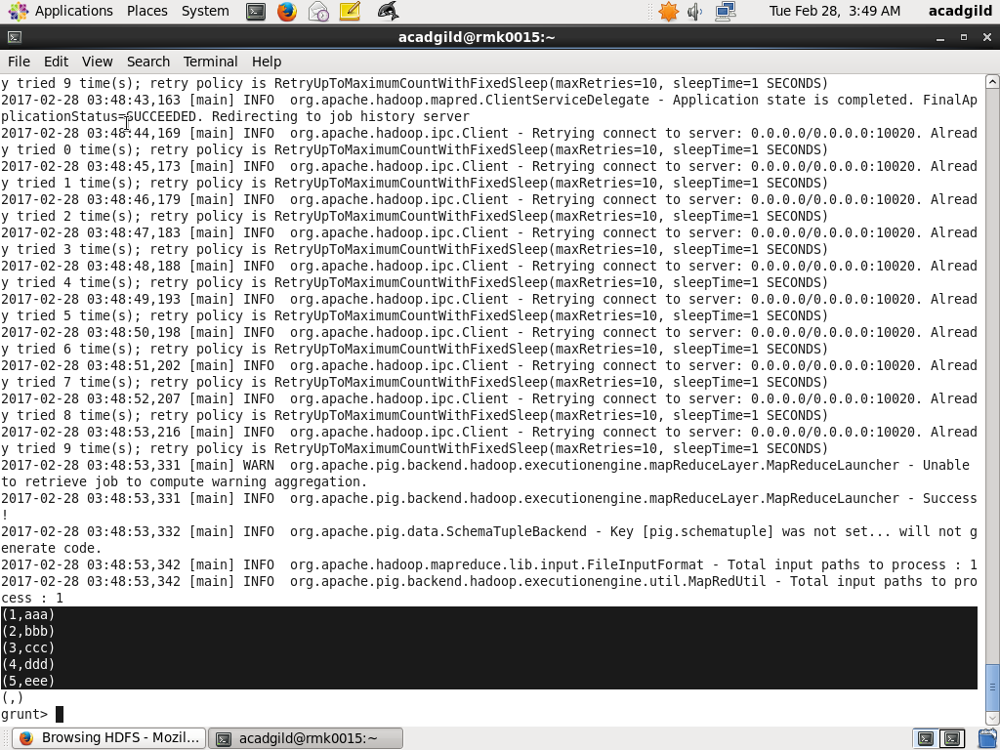 Applications Places System Tue Feb 28, 3:49 AM acadgild
acadgild@rmk0015:~
File Edit View Search Terminal Help
y tried 9 time(s); retry policy is RetryUpToMaximumCountWithFixedSleep(maxRetries=10, sleepTime=1 SECONDS)
2017-02-28 03:48:43,163 [main] INFO  org.apache.hadoop.mapred.ClientServiceDelegate - Application state is completed. FinalAp
plicationStatus=SUCCEEDED. Redirecting to job history server
2017-02-28 03:48:44,169 [main] INFO  org.apache.hadoop.ipc.Client - Retrying connect to server: 0.0.0.0/0.0.0.0:10020. Alread
y tried 0 time(s); retry policy is RetryUpToMaximumCountWithFixedSleep(maxRetries=10, sleepTime=1 SECONDS)
2017-02-28 03:48:45,173 [main] INFO  org.apache.hadoop.ipc.Client - Retrying connect to server: 0.0.0.0/0.0.0.0:10020. Alread
y tried 1 time(s); retry policy is RetryUpToMaximumCountWithFixedSleep(maxRetries=10, sleepTime=1 SECONDS)
2017-02-28 03:48:46,179 [main] INFO  org.apache.hadoop.ipc.Client - Retrying connect to server: 0.0.0.0/0.0.0.0:10020. Alread
y tried 2 time(s); retry policy is RetryUpToMaximumCountWithFixedSleep(maxRetries=10, sleepTime=1 SECONDS)
2017-02-28 03:48:47,183 [main] INFO  org.apache.hadoop.ipc.Client - Retrying connect to server: 0.0.0.0/0.0.0.0:10020. Alread
y tried 3 time(s); retry policy is RetryUpToMaximumCountWithFixedSleep(maxRetries=10, sleepTime=1 SECONDS)
2017-02-28 03:48:48,188 [main] INFO  org.apache.hadoop.ipc.Client - Retrying connect to server: 0.0.0.0/0.0.0.0:10020. Alread
y tried 4 time(s); retry policy is RetryUpToMaximumCountWithFixedSleep(maxRetries=10, sleepTime=1 SECONDS)
2017-02-28 03:48:49,193 [main] INFO  org.apache.hadoop.ipc.Client - Retrying connect to server: 0.0.0.0/0.0.0.0:10020. Alread
y tried 5 time(s); retry policy is RetryUpToMaximumCountWithFixedSleep(maxRetries=10, sleepTime=1 SECONDS)
2017-02-28 03:48:50,198 [main] INFO  org.apache.hadoop.ipc.Client - Retrying connect to server: 0.0.0.0/0.0.0.0:10020. Alread
y tried 6 time(s); retry policy is RetryUpToMaximumCountWithFixedSleep(maxRetries=10, sleepTime=1 SECONDS)
2017-02-28 03:48:51,202 [main] INFO  org.apache.hadoop.ipc.Client - Retrying connect to server: 0.0.0.0/0.0.0.0:10020. Alread
y tried 7 time(s); retry policy is RetryUpToMaximumCountWithFixedSleep(maxRetries=10, sleepTime=1 SECONDS)
2017-02-28 03:48:52,207 [main] INFO  org.apache.hadoop.ipc.Client - Retrying connect to server: 0.0.0.0/0.0.0.0:10020. Alread
y tried 8 time(s); retry policy is RetryUpToMaximumCountWithFixedSleep(maxRetries=10, sleepTime=1 SECONDS)
2017-02-28 03:48:53,216 [main] INFO  org.apache.hadoop.ipc.Client - Retrying connect to server: 0.0.0.0/0.0.0.0:10020. Alread
y tried 9 time(s); retry policy is RetryUpToMaximumCountWithFixedSleep(maxRetries=10, sleepTime=1 SECONDS)
2017-02-28 03:48:53,331 [main] WARN  org.apache.pig.backend.hadoop.executionengine.mapReduceLayer.MapReduceLauncher - Unable
to retrieve job to compute warning aggregation.
2017-02-28 03:48:53,331 [main] INFO  org.apache.pig.backend.hadoop.executionengine.mapReduceLayer.MapReduceLauncher - Success
!
2017-02-28 03:48:53,332 [main] INFO  org.apache.pig.data.SchemaTupleBackend - Key [pig.schematuple] was not set... will not g
enerate code.
2017-02-28 03:48:53,342 [main] INFO  org.apache.hadoop.mapreduce.lib.input.FileInputFormat - Total input paths to process : 1
2017-02-28 03:48:53,342 [main] INFO  org.apache.pig.backend.hadoop.executionengine.util.MapRedUtil - Total input paths to pro
cess : 1
(1,aaa)
(2,bbb)
(3,ccc)
(4,ddd)
(5,eee)
(,)
grunt>
Browsing HDFS - Mozil... acadgild@rmk0015:~